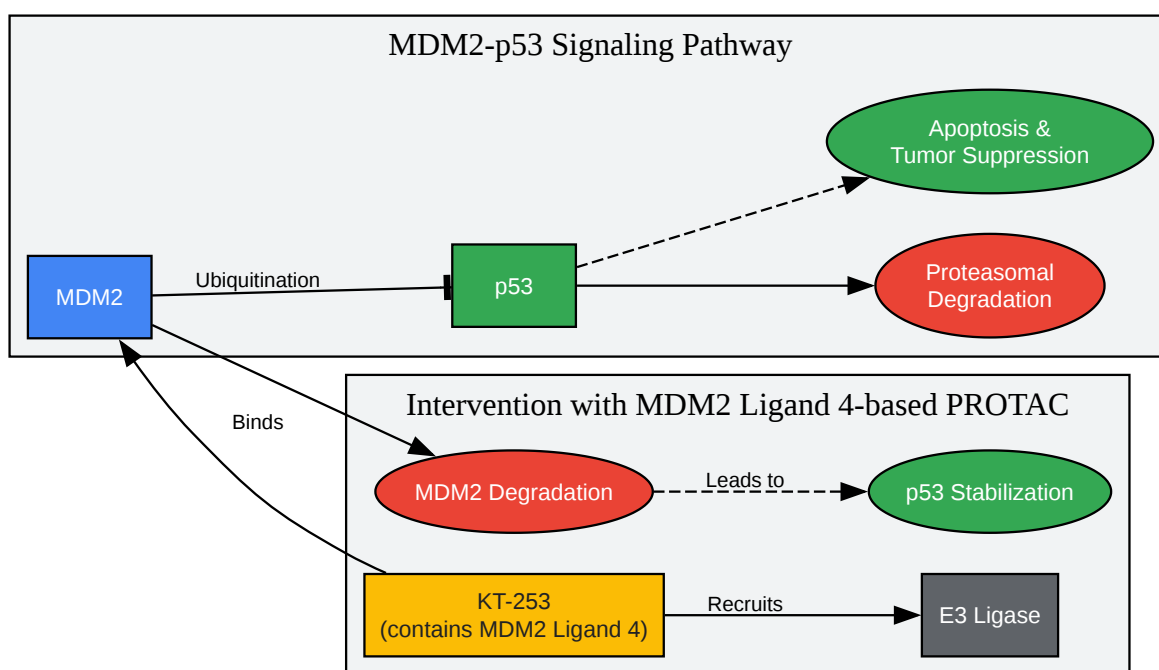 MDM2-p53 Signaling Pathway
Apoptosis &
Tumor Suppression
MDM2
Ubiquitination
p53
Proteasomal
Degradation
Binds
Intervention with MDM2 Ligand 4-based PROTAC
MDM2 Degradation
Leads to
p53 Stabilization
KT-253
(contains MDM2 Ligand 4)
Recruits
E3 Ligase